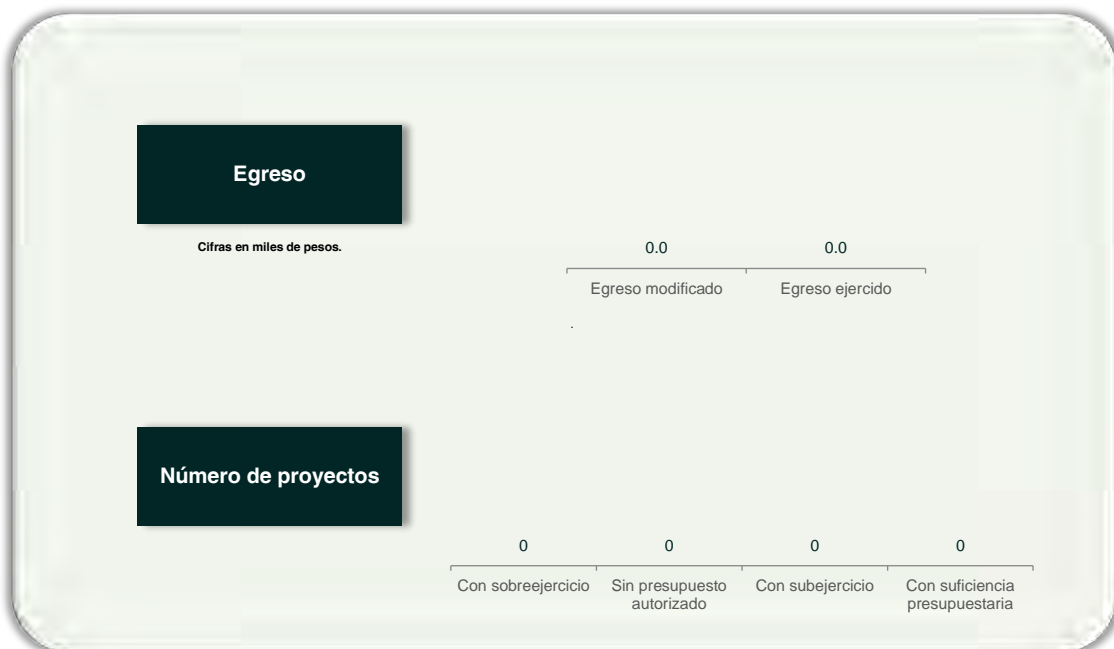 Egreso
Cifras en miles de pesos.
0.0 0.0
Egreso modificado Egreso ejercido
.
Número de proyectos
0 0 0 0
Con sobreejercicio Sin presupuesto Con subejercicio Con suficiencia
autorizado presupuestaria